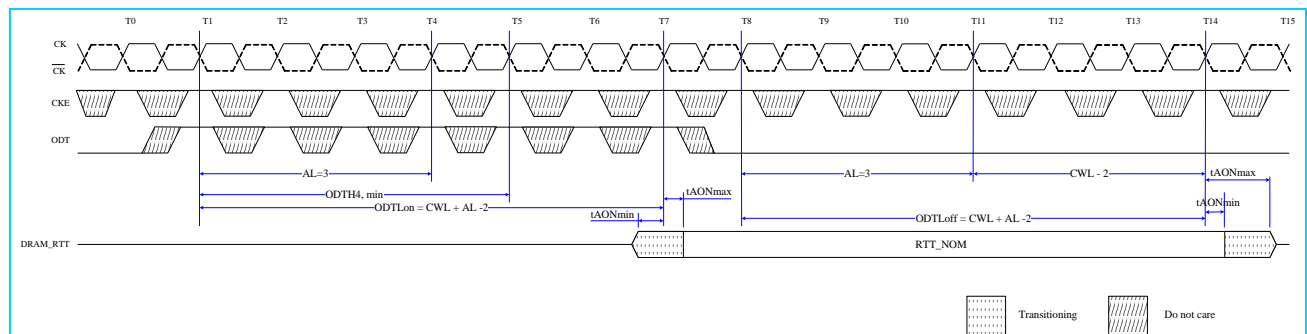 T0 T1 T2 T3 T4 T5 T6 T7 T8 T9 T10 T11 T12 T13 T14 T15
CK
CK
CKE
ODT
AL=3 AL=3 CWL - 2
ODTH4, min tAONmax tAONmax
ODTLon = CWL + AL -2 tAONmin ODTLoff = CWL + AL -2 tAONmin
DRAM_RTT RTT_NOM
Transitioning Do not care